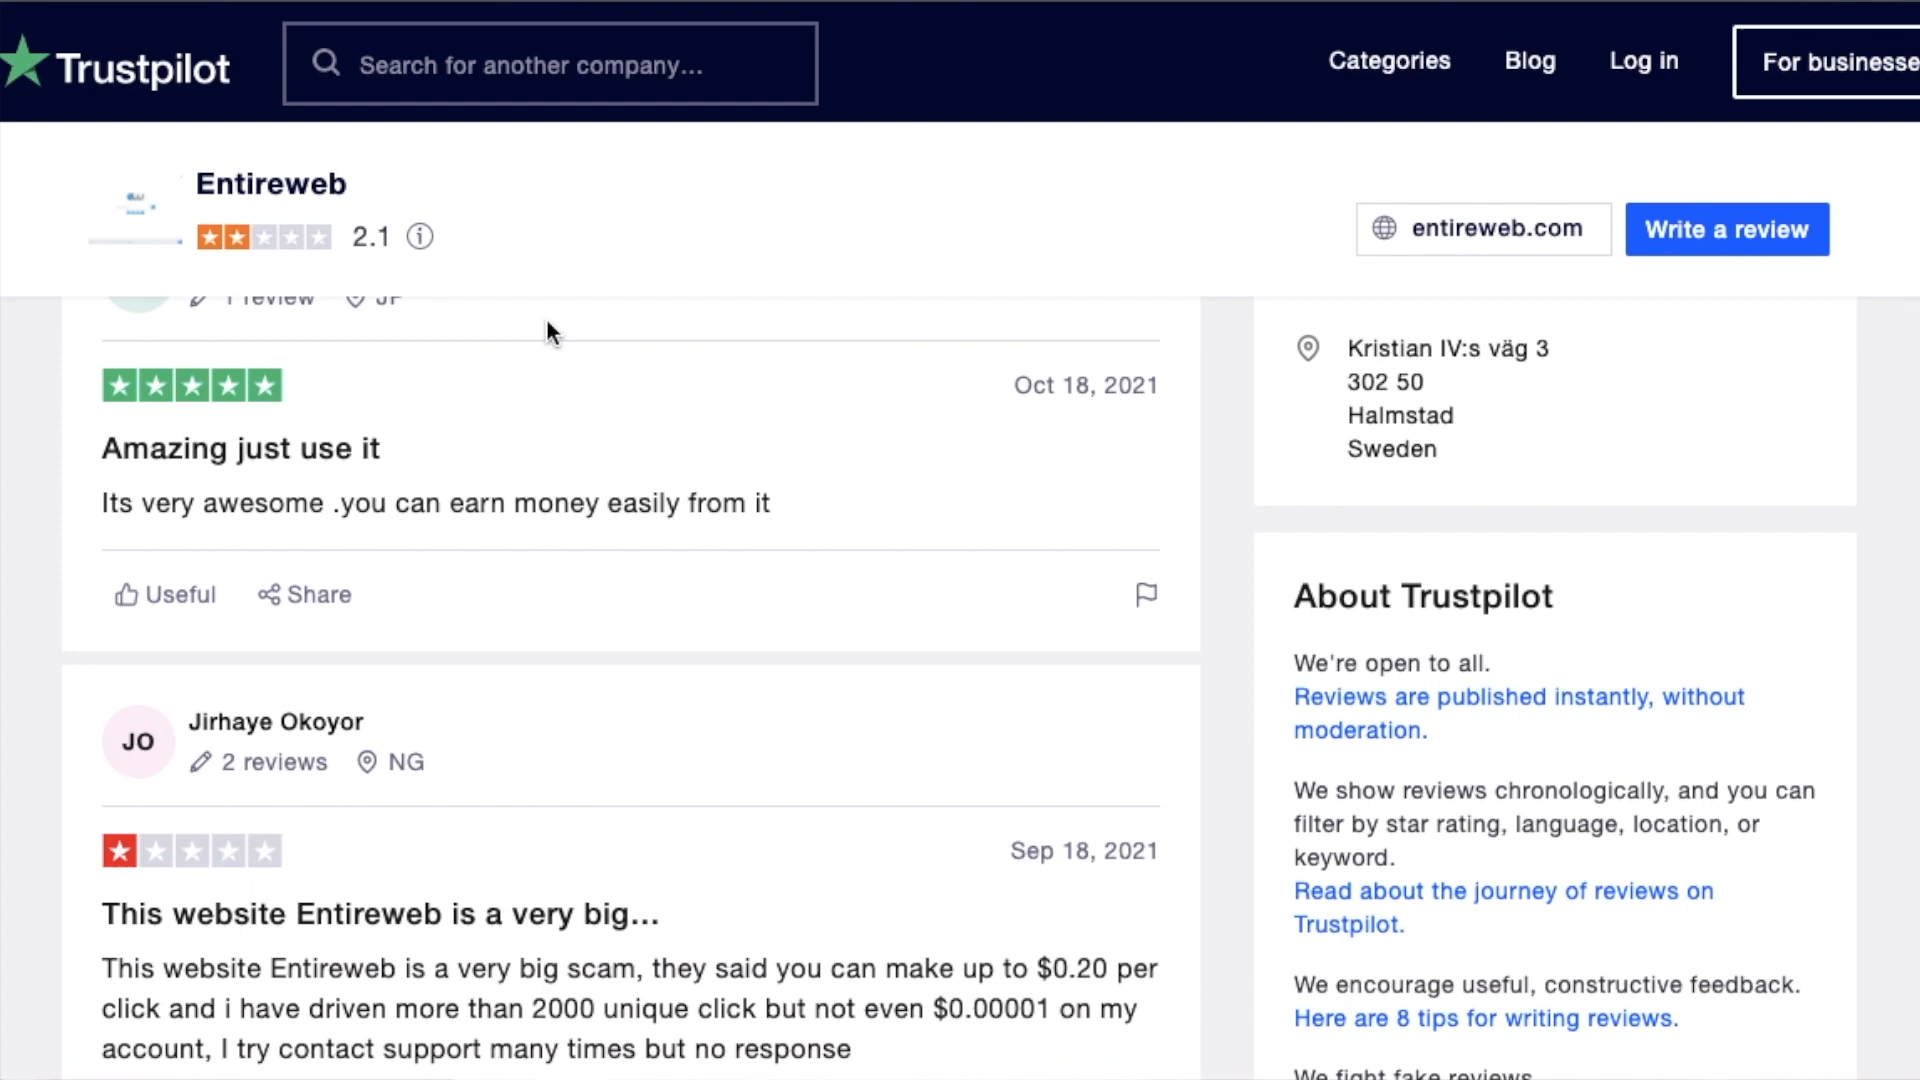 Trustpilot
Search for another company...
Categories
Blog
Log in
For businesse
Entireweb
2.1
entireweb.com
Write a review
1 review
JP
Oct 18, 2021
Amazing just use it
Its very awesome .you can earn money easily from it
Useful
Share
Jirhaye Okoyor
JO
2 reviews
NG
Sep 18, 2021
This website Entireweb is a very big...
This website Entireweb is a very big scam, they said you can make up to $0.20 per
click and i have driven more than 2000 unique click but not even $0.00001 on my
account, I try contact support many times but no response
Kristian IV:s väg 3
302 50
Halmstad
Sweden
About Trustpilot
We're open to all.
Reviews are published instantly, without
moderation.
We show reviews chronologically, and you can
filter by star rating, language, location, or
keyword.
Read about the journey of reviews on
Trustpilot.
We encourage useful, constructive feedback.
Here are 8 tips for writing reviews.
We fight fake reviews